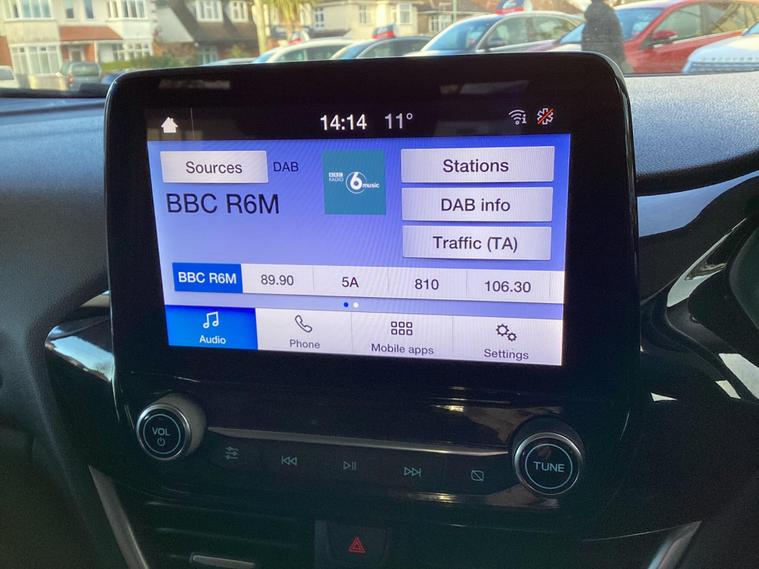 14:14 11°
Sources DAB
BBC RADIO 6 music
BBC R6M
Stations
DAB info
Traffic (TA)
BBC R6M 89.90 5A 810 106.30
Audio Phone Mobile apps Settings
VOL
TUNE